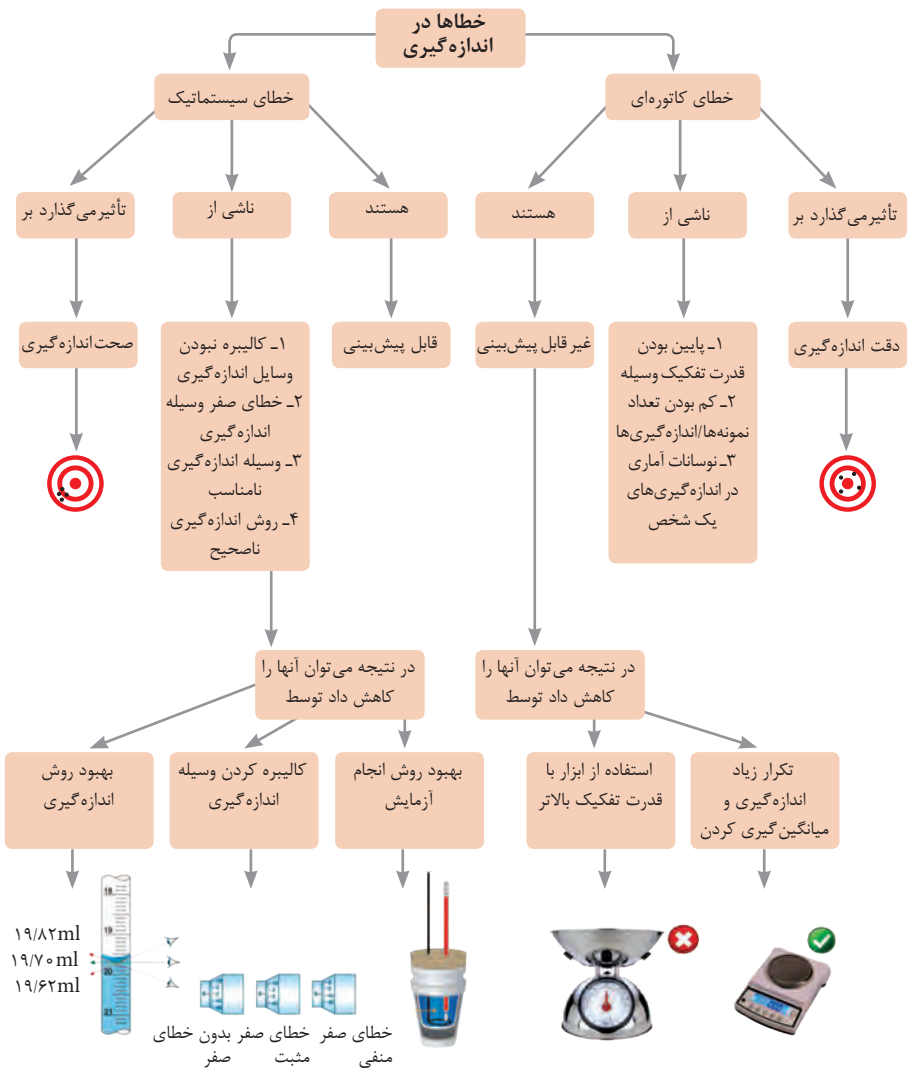 خطاها در
اندازه‌گیری
خطای کاتوره‌ای
خطای سیستماتیک
تأثیرمی‌گذارد بر
ناشی از
هستند
هستند
ناشی از
تأثیرمی‌گذارد بر
دقت اندازه‌گیری
۱ـ پایین بودن
قدرت تفکیک وسیله
۲ـ کم بودن تعداد
نمونه‌ها/اندازه‌گیری‌ها
۳ـ نوسانات آماری
در اندازه‌گیری‌های
یک شخص
غیر قابل پیش‌بینی
قابل پیش‌بینی
۱ـ کالیبره نبودن
وسایل اندازه‌گیری
۲ـ خطای صفر وسیله
اندازه‌گیری
۳ـ وسیله اندازه‌گیری
نامناسب
۴ـ روش اندازه‌گیری
ناصحیح
صحت‌اندازه‌گیری
در نتیجه می‌توان آنها را
کاهش داد توسط
در نتیجه می‌توان آنها را
کاهش داد توسط
تکرار زیاد
اندازه‌گیری و
میانگین‌گیری کردن
استفاده از ابزار با
قدرت تفکیک بالاتر
بهبود روش انجام
آزمایش
کالیبره کردن وسیله
اندازه‌گیری
بهبود روش
اندازه‌گیری
18
19
20
21
۱۹/۸۲ml
۱۹/۷۰ml
۱۹/۶۲ml
خطای صفر
منفی
خطای صفر
مثبت
بدون خطای
صفر